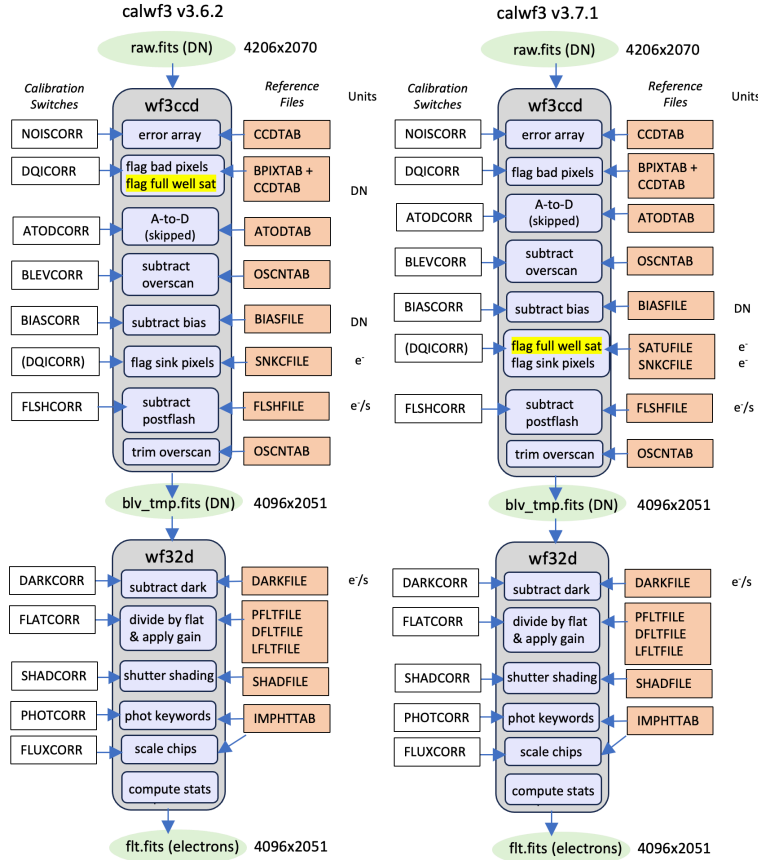 calwf3 v3.6.2
raw.fits (DN) 4206x2070
Calibration
Switches
Reference
Files
Units
wf3ccd
NOISCORR error array CCDTAB
DQICORR flag bad pixels BPIXTAB +
flag full well sat CCDTAB
DN
ATODCORR A-to-D ATODTAB
(skipped)
BLEVCORR subtract OSCNTAB
overscan
BIASCORR subtract bias BIASFILE DN
(DQICORR) flag sink pixels SNKCFILE e-
FLSHCORR subtract FLSHFILE e-/s
postflash
trim overscan OSCNTAB
blv_tmp.fits (DN) 4096x2051
wf32d
DARKCORR subtract dark DARKFILE e-/s
FLATCORR divide by flat PFLTFILE
& apply gain DFLTFILE
LFLTFILE
SHADCORR shutter shading SHADFILE
PHOTCORR phot keywords IMPHTTAB
FLUXCORR scale chips
compute stats
flt.fits (electrons) 4096x2051
calwf3 v3.7.1
raw.fits (DN) 4206x2070
Calibration
Switches
Reference
Files
Units
wf3ccd
NOISCORR error array CCDTAB
DQICORR flag bad pixels BPIXTAB +
CCDTAB
ATODCORR A-to-D ATODTAB
(skipped)
BLEVCORR subtract OSCNTAB
overscan
BIASCORR subtract bias BIASFILE DN
(DQICORR) flag full well sat SATUFILE e-
flag sink pixels SNKCFILE e-
FLSHCORR subtract FLSHFILE e-/s
postflash
trim overscan OSCNTAB
blv_tmp.fits (DN) 4096x2051
wf32d
DARKCORR subtract dark DARKFILE e-/s
FLATCORR divide by flat PFLTFILE
& apply gain DFLTFILE
LFLTFILE
SHADCORR shutter shading SHADFILE
PHOTCORR phot keywords IMPHTTAB
FLUXCORR scale chips
compute stats
flt.fits (electrons) 4096x2051